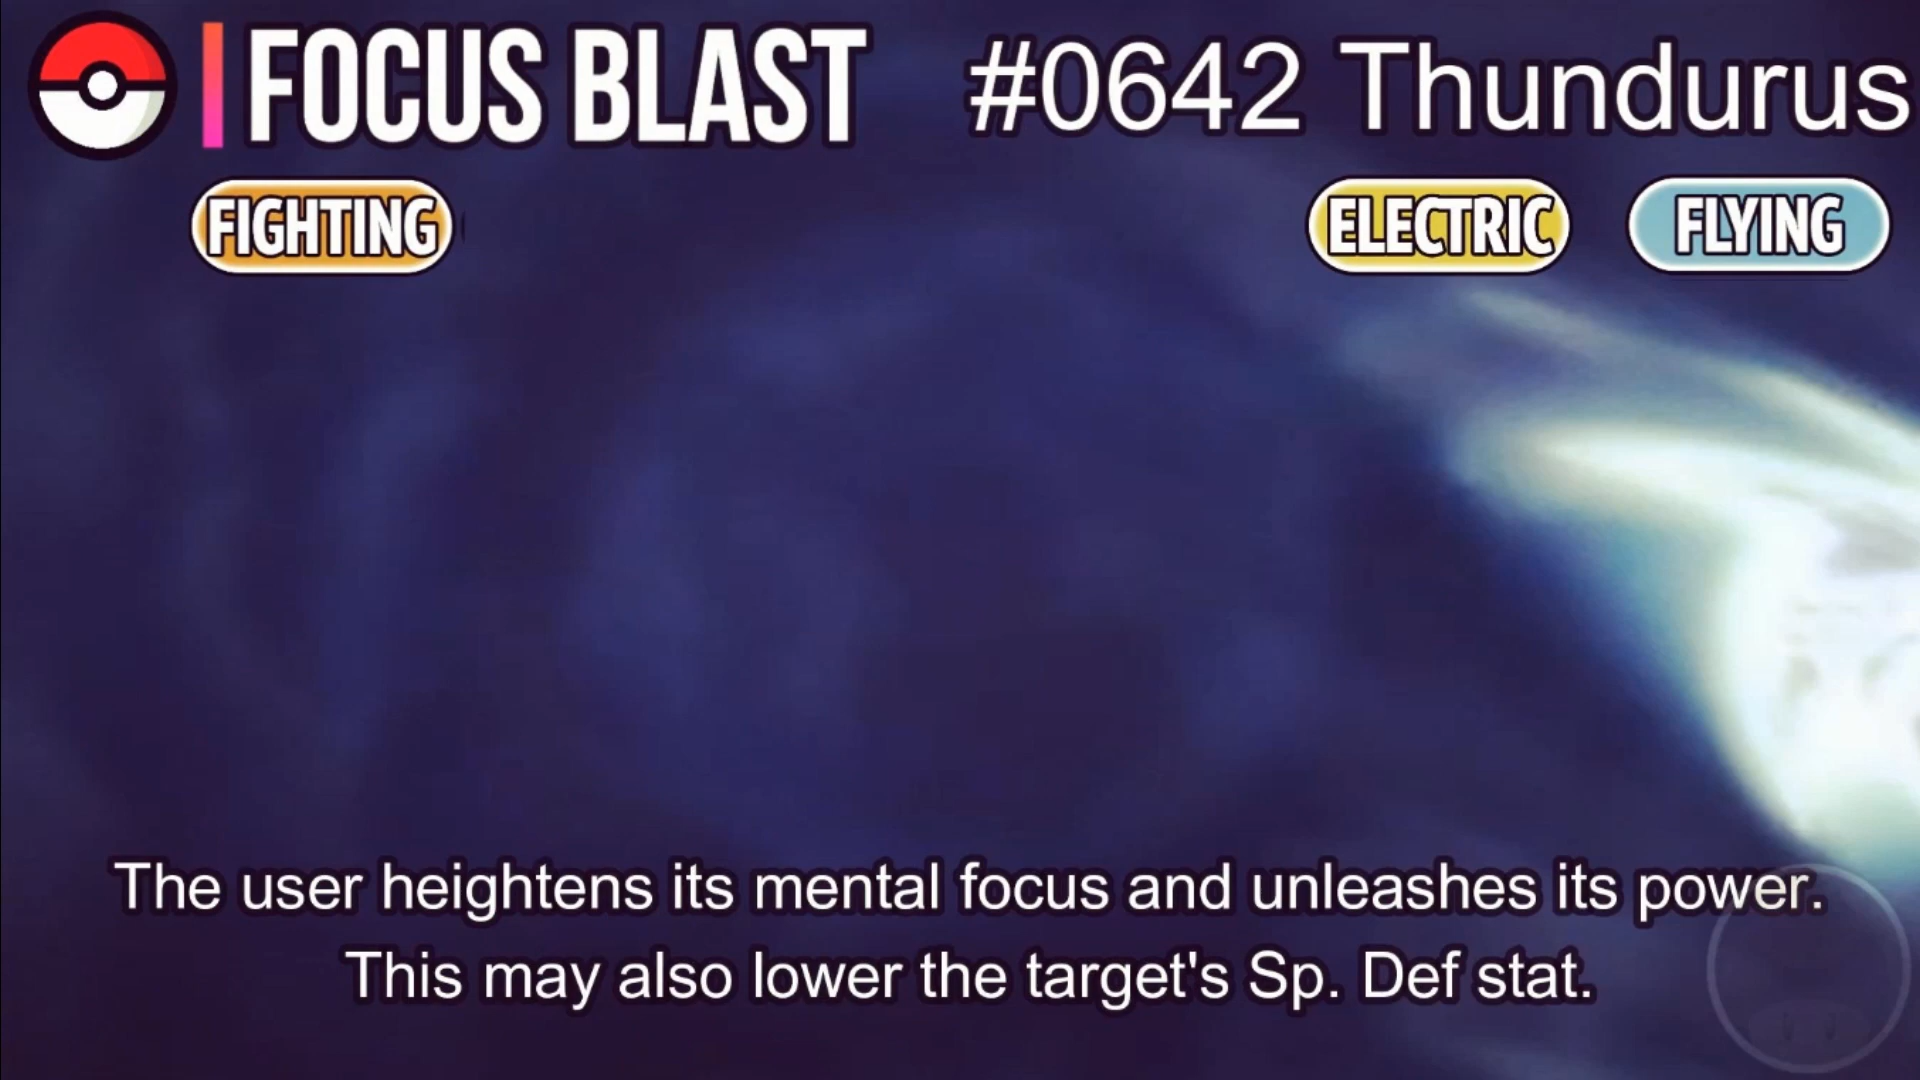 FOCUS BLAST #0642 Thundurus
FIGHTING ELECTRIC FLYING
The user heightens its mental focus and unleashes its power.
This may also lower the target's Sp. Def stat.